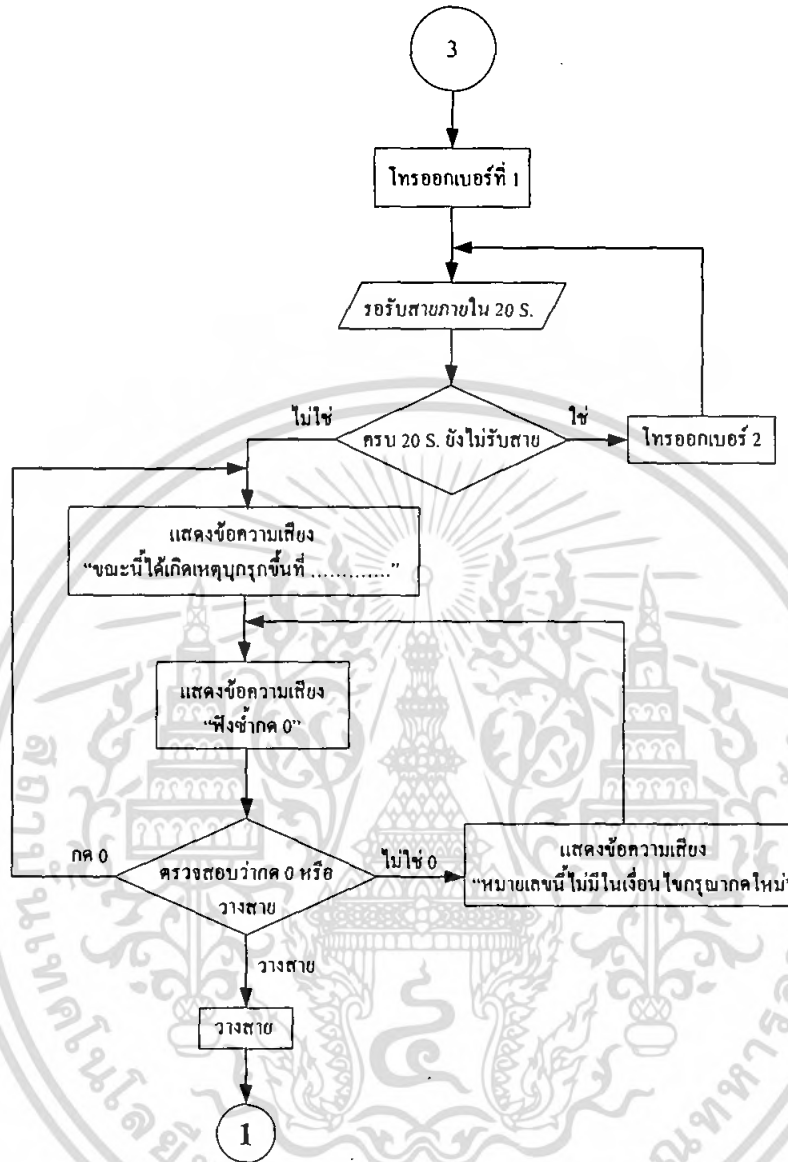 3
โทรออกเบอร์ที่ 1
รอรับสายภายใน 20 S.
ไม่ใช่
ครบ 20 S. ยังไม่รับสาย
ใช่
โทรออกเบอร์ 2
แสดงข้อความเสียง
“ขณะนี้ได้เกิดเหตุบุกรุกขึ้นที่ .............”
แสดงข้อความเสียง
“ฟังซ้ำกด 0”
กด 0
ตรวจสอบว่ากด 0 หรือ
วางสาย
ไม่ใช่ 0
แสดงข้อความเสียง
“หมายเลขนี้ไม่มีในเงื่อนไขกรุณากดใหม่”
วางสาย
วางสาย
1